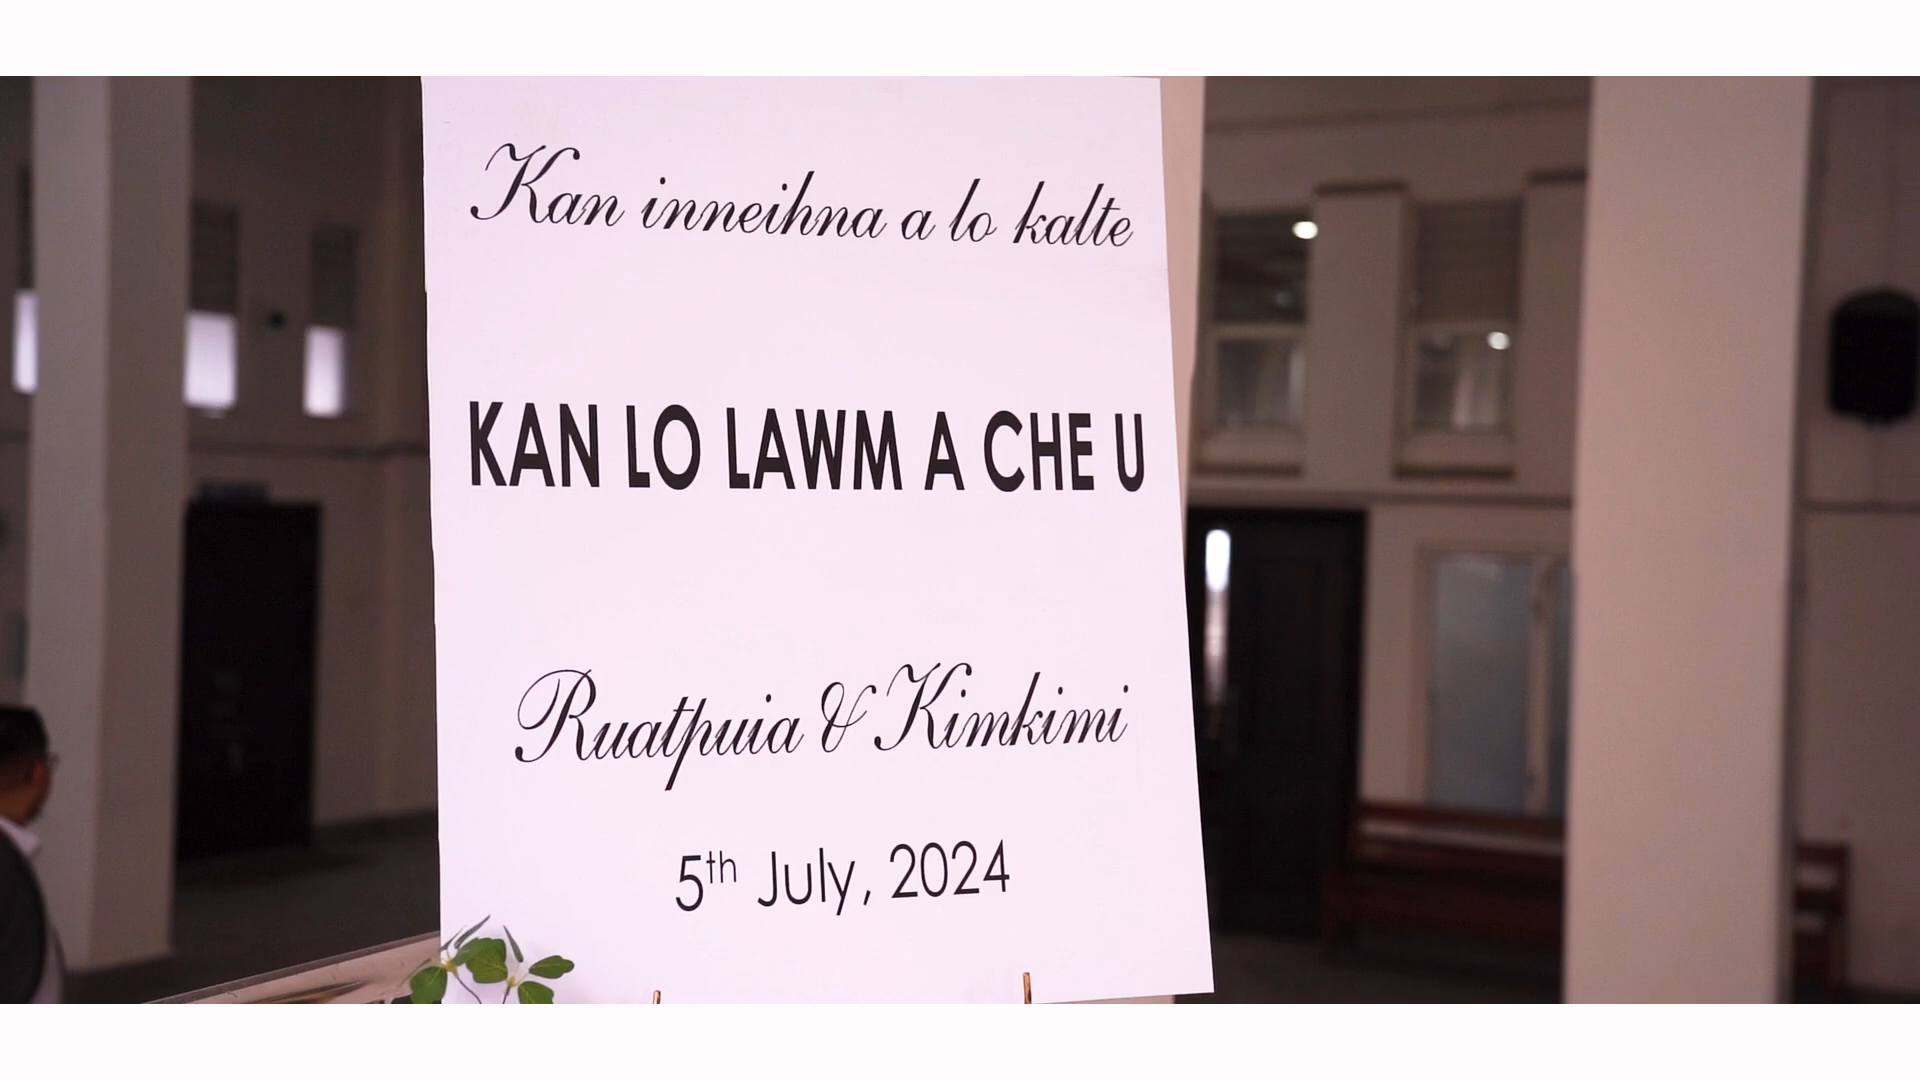 Kan inneihna a lo kalte
KAN LO LAWM A CHE U
Ruatpuia & Kimkimi
5th July, 2024